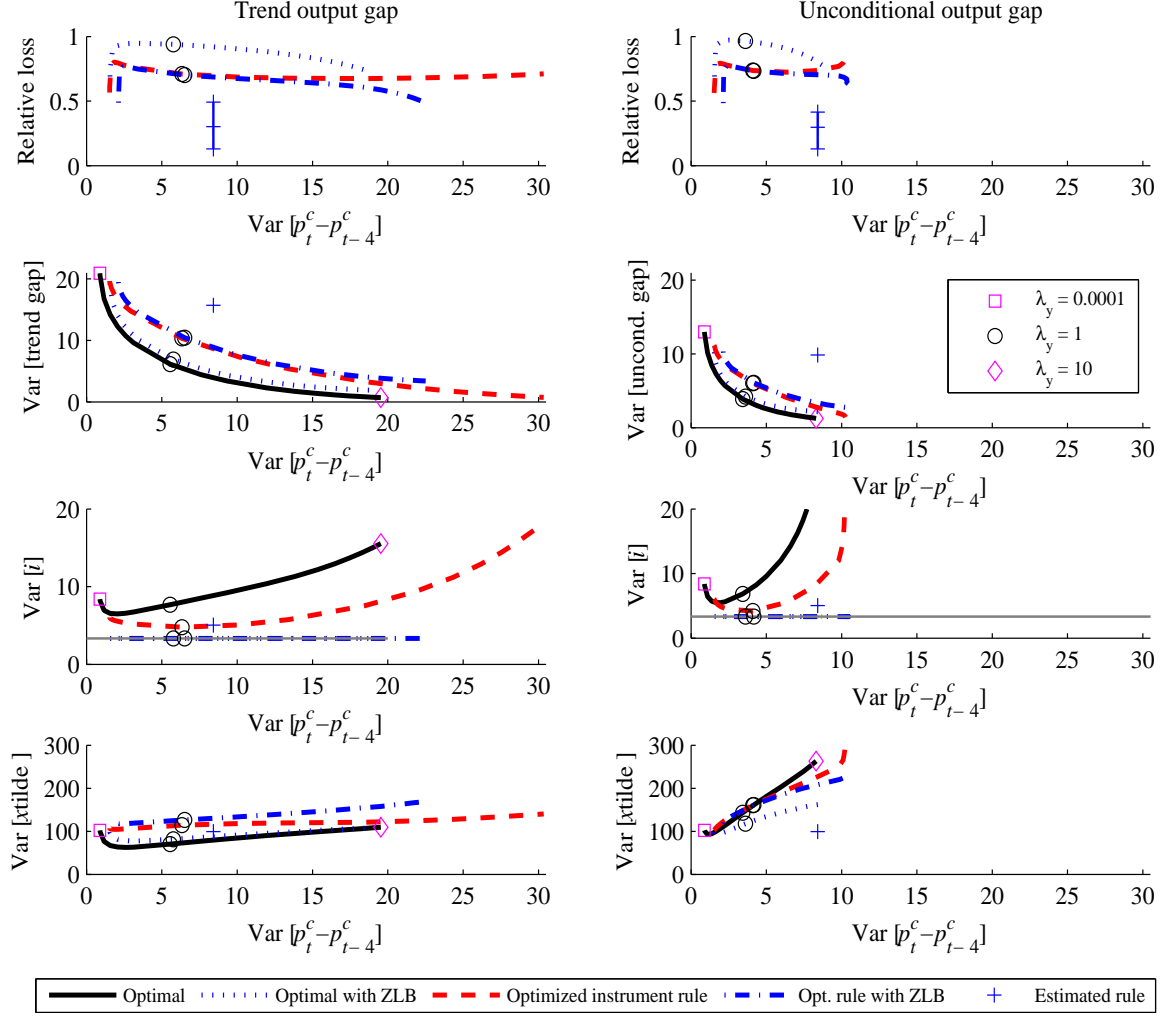 Trend output gap
Unconditional output gap
Relative loss
1
0.5
0
0 5 10 15 20 25 30
Var [p^c_t−p^c_{t−4}]
Relative loss
1
0.5
0
0 5 10 15 20 25 30
Var [p^c_t−p^c_{t−4}]
Var [trend gap]
20
10
0
0 5 10 15 20 25 30
Var [p^c_t−p^c_{t−4}]
Var [uncond. gap]
20
10
0
0 5 10 15 20 25 30
Var [p^c_t−p^c_{t−4}]
λ_y = 0.0001
λ_y = 1
λ_y = 10
Var [i]
20
10
0
0 5 10 15 20 25 30
Var [p^c_t−p^c_{t−4}]
Var [i]
20
10
0
0 5 10 15 20 25 30
Var [p^c_t−p^c_{t−4}]
Var [xtilde ]
300
200
100
0
0 5 10 15 20 25 30
Var [p^c_t−p^c_{t−4}]
Var [xtilde ]
300
200
100
0
0 5 10 15 20 25 30
Var [p^c_t−p^c_{t−4}]
Optimal Optimal with ZLB Optimized instrument rule Opt. rule with ZLB Estimated rule